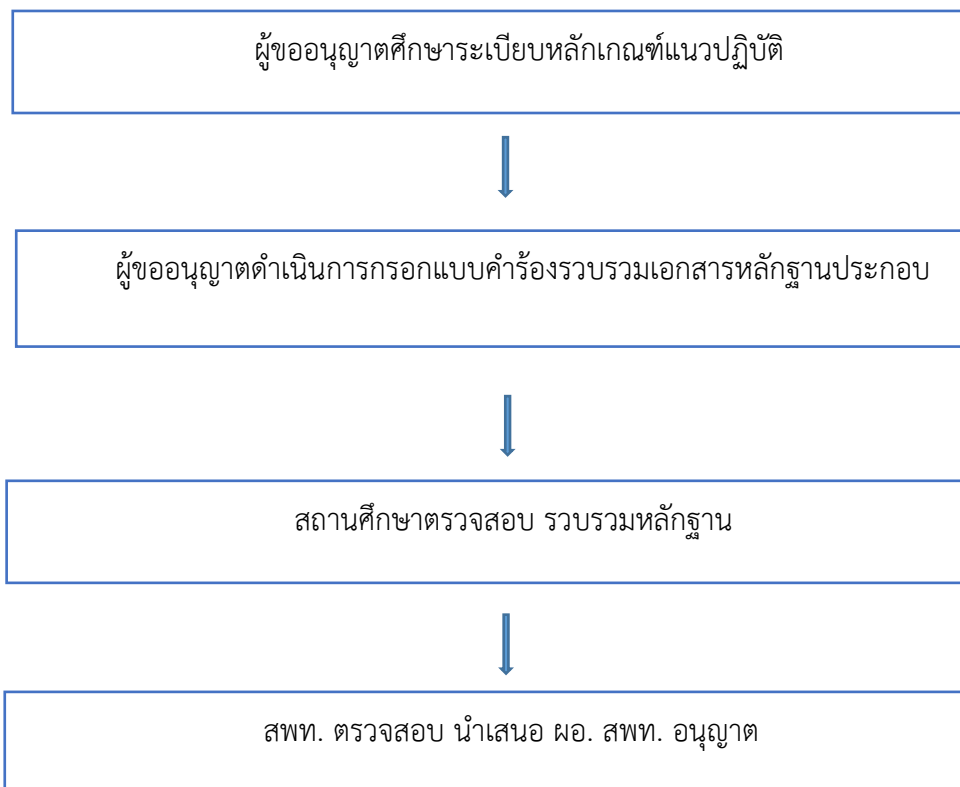 ผู้ขออนุญาตศึกษาระเบียบหลักเกณฑ์แนวปฏิบัติ
ผู้ขออนุญาตดำเนินการกรอกแบบคำร้องรวบรวมเอกสารหลักฐานประกอบ
สถานศึกษาตรวจสอบ รวบรวมหลักฐาน
สพท. ตรวจสอบ นำเสนอ ผอ. สพท. อนุญาต